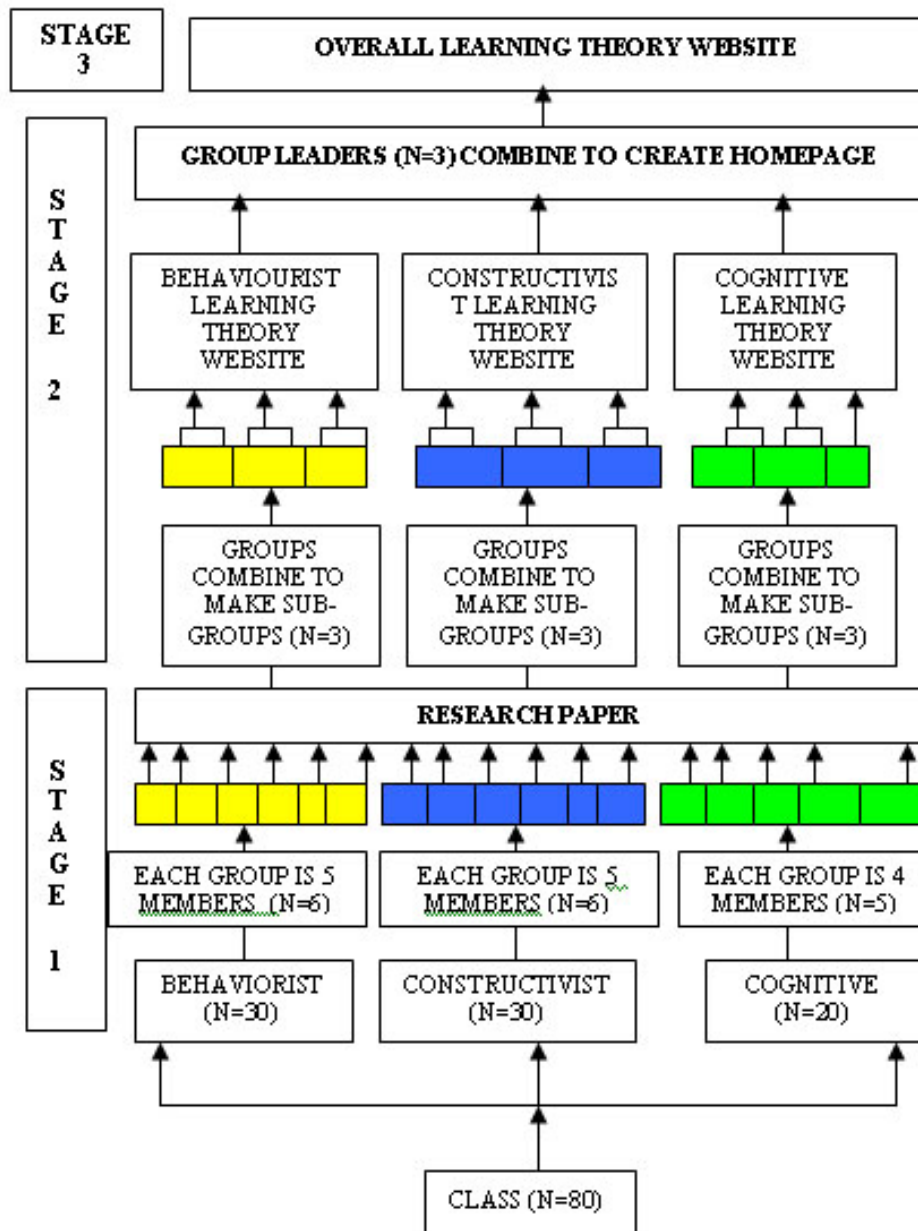 STAGE
3
OVERALL LEARNING THEORY WEBSITE
GROUP LEADERS (N=3) COMBINE TO CREATE HOMEPAGE
S
T
A
G
E
2
BEHAVIOURIST
LEARNING
THEORY
WEBSITE
CONSTRUCTIVIS
T LEARNING
THEORY
WEBSITE
COGNITIVE
LEARNING
THEORY
WEBSITE
GROUPS
COMBINE TO
MAKE SUB-
GROUPS (N=3)
GROUPS
COMBINE TO
MAKE SUB-
GROUPS (N=3)
GROUPS
COMBINE TO
MAKE SUB-
GROUPS (N=3)
RESEARCH PAPER
S
T
A
G
E
1
EACH GROUP IS 5
MEMBERS (N=6)
EACH GROUP IS 5
MEMBERS (N=6)
EACH GROUP IS 4
MEMBERS (N=5)
BEHAVIORIST
(N=30)
CONSTRUCTIVIST
(N=30)
COGNITIVE
(N=20)
CLASS (N=80)